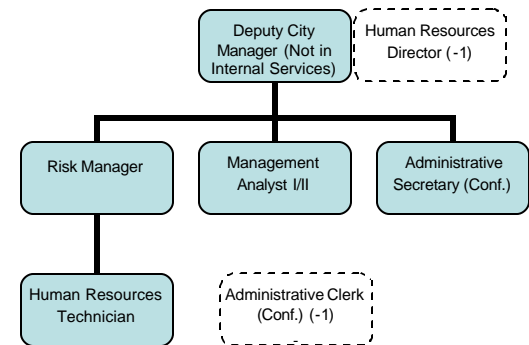 Deputy City
Manager (Not in
Internal Services)
Human Resources
Director (-1)
Risk Manager
Management
Analyst I/II
Administrative
Secretary (Conf.)
Human Resources
Technician
Administrative Clerk
(Conf.) (-1)
-